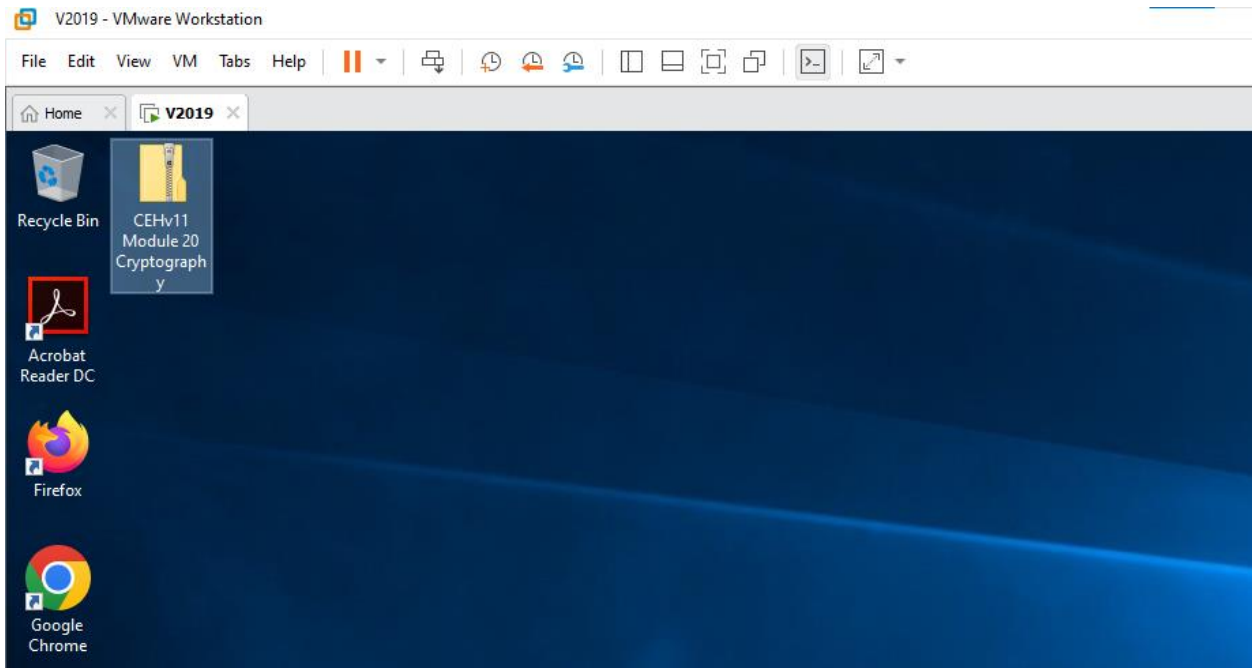 V2019 - VMware Workstation
File Edit View VM Tabs Help
Home V2019
Recycle Bin
CEHv11
Module 20
Cryptograph
y
Acrobat
Reader DC
Firefox
Google
Chrome